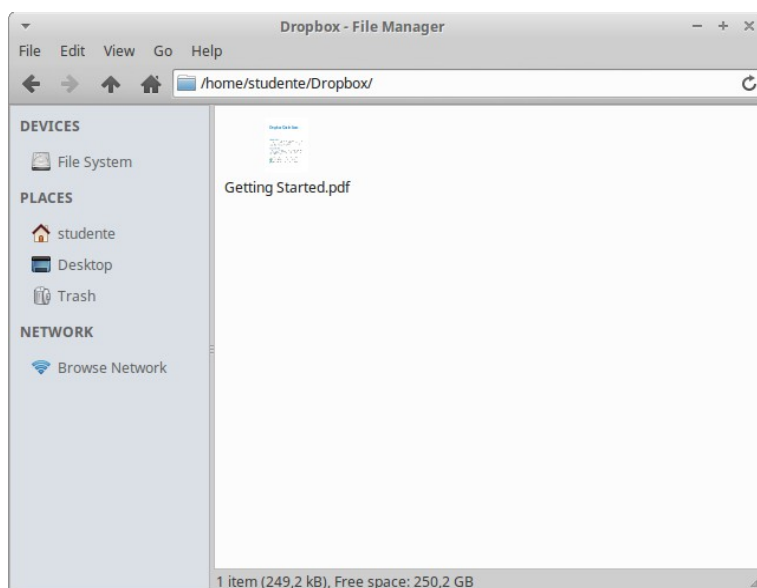 Dropbox - File Manager
File Edit View Go Help
/home/studente/Dropbox/
DEVICES
File System
PLACES
studente
Desktop
Trash
NETWORK
Browse Network
Getting Started.pdf
1 item (249,2 kB), Free space: 250,2 GB